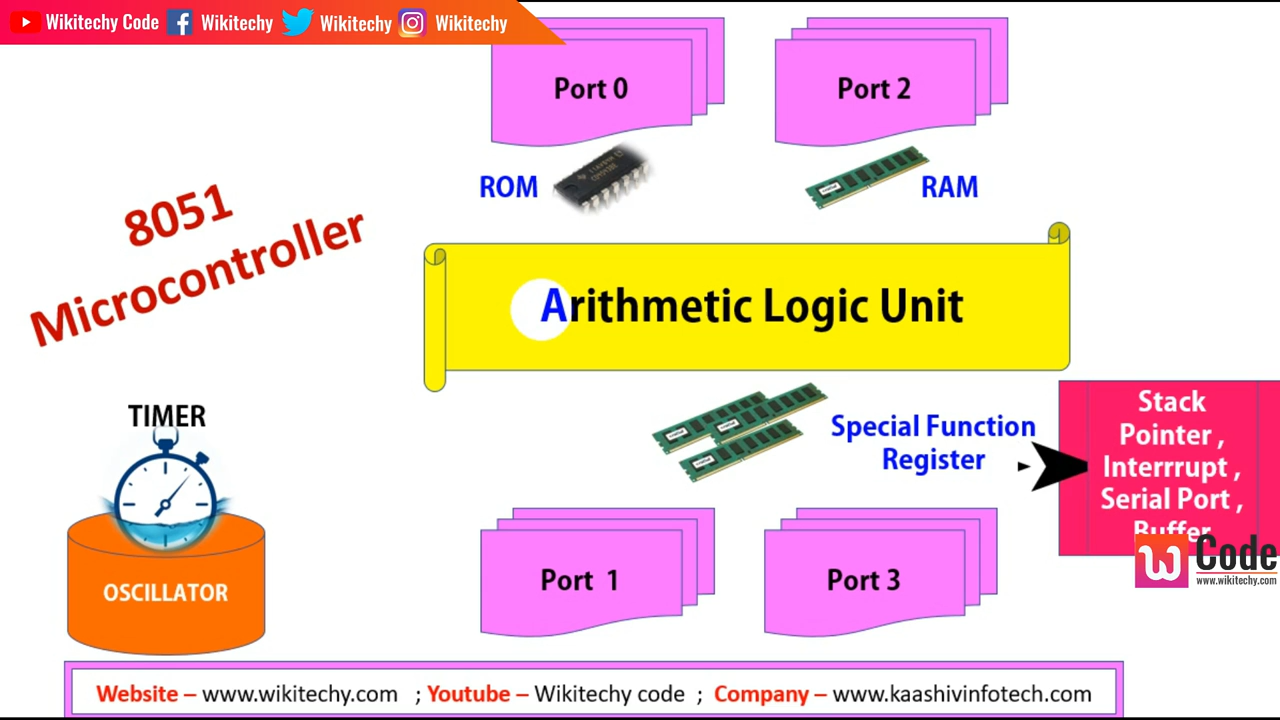 Wikitechy Code Wikitechy Wikitechy Wikitechy
Port 0
Port 2
ROM
RAM
8051
Microcontroller
Arithmetic Logic Unit
TIMER
OSCILLATOR
Special Function
Register
Stack
Pointer ,
Interrrupt ,
Serial Port ,
Buffer
Port 1
Port 3
W Code
www.wikitechy.com
Website – www.wikitechy.com ; Youtube – Wikitechy code ; Company – www.kaashivinfotech.com